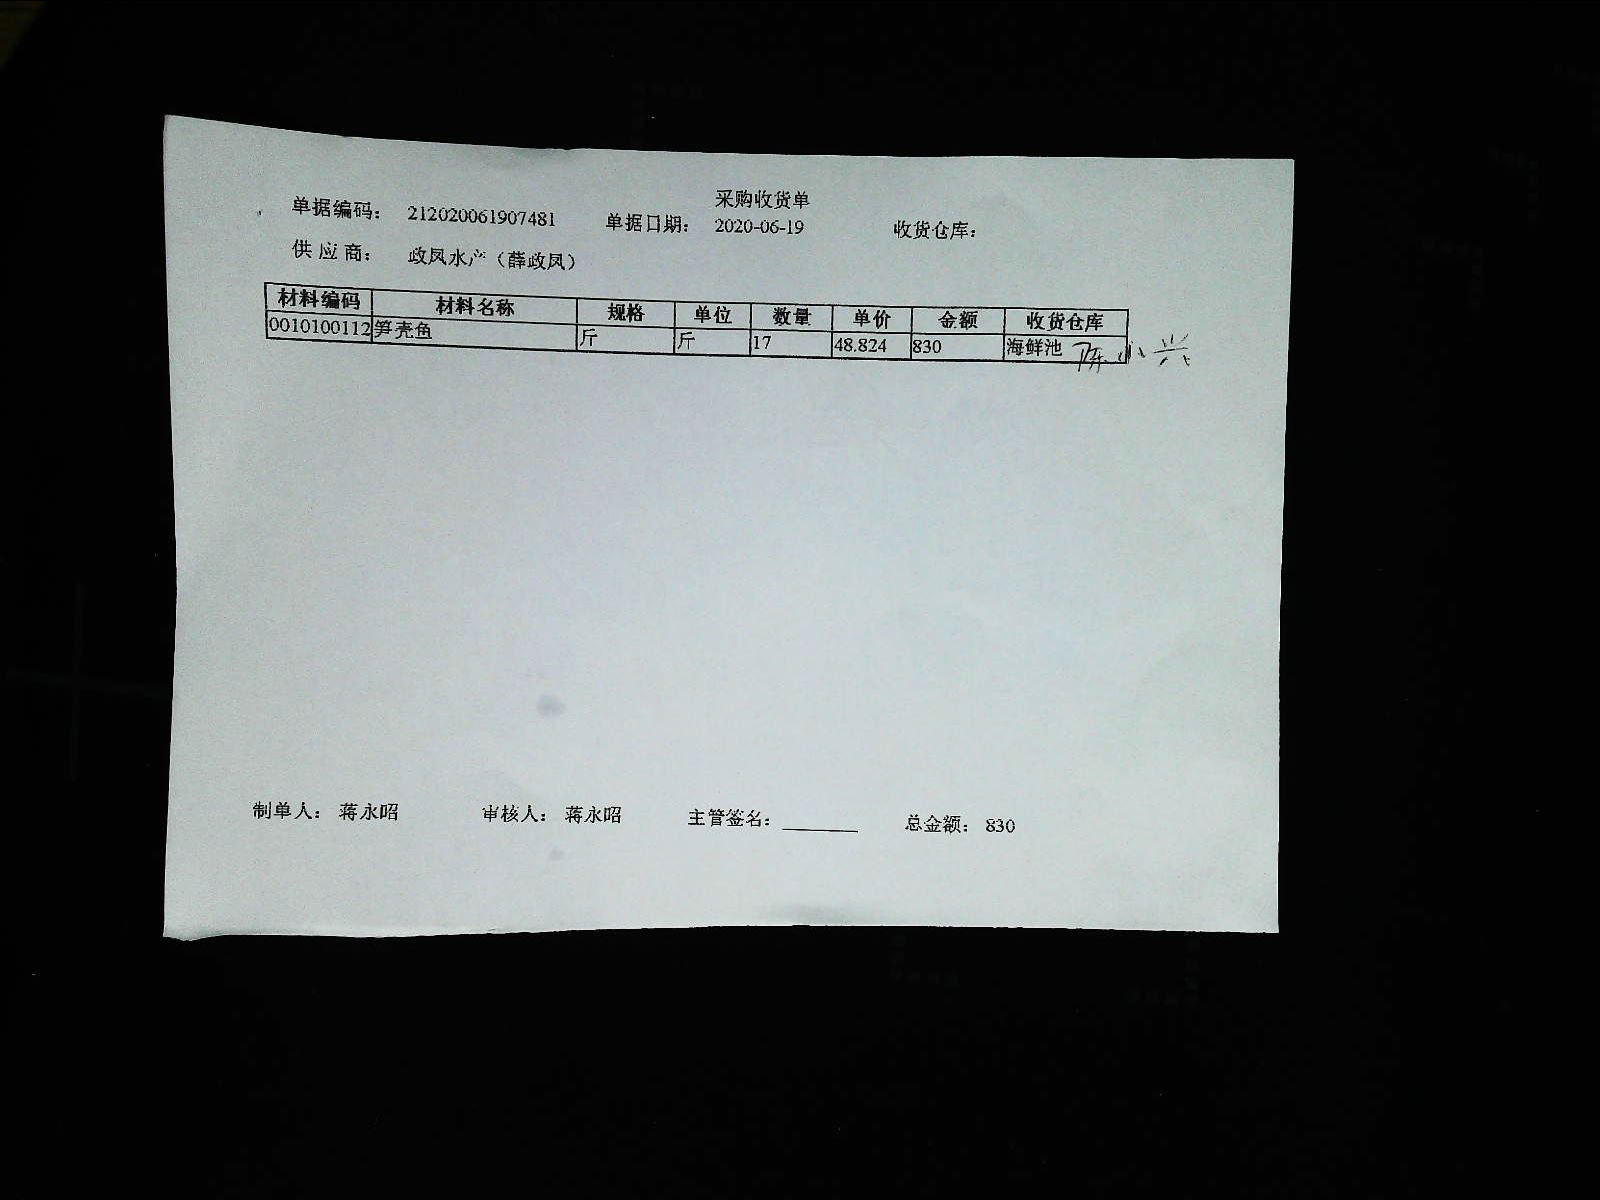 采购收货单
单据编码： 212020061907481 单据日期： 2020-06-19 收货仓库：
供应商： 政凤水产（薛政凤）
材料编码 材料名称 规格 单位 数量 单价 金额 收货仓库
0010100112 笋壳鱼 斤 斤 17 48.824 830 海鲜池
制单人： 蒋永昭 审核人： 蒋永昭 主管签名： 总金额： 830